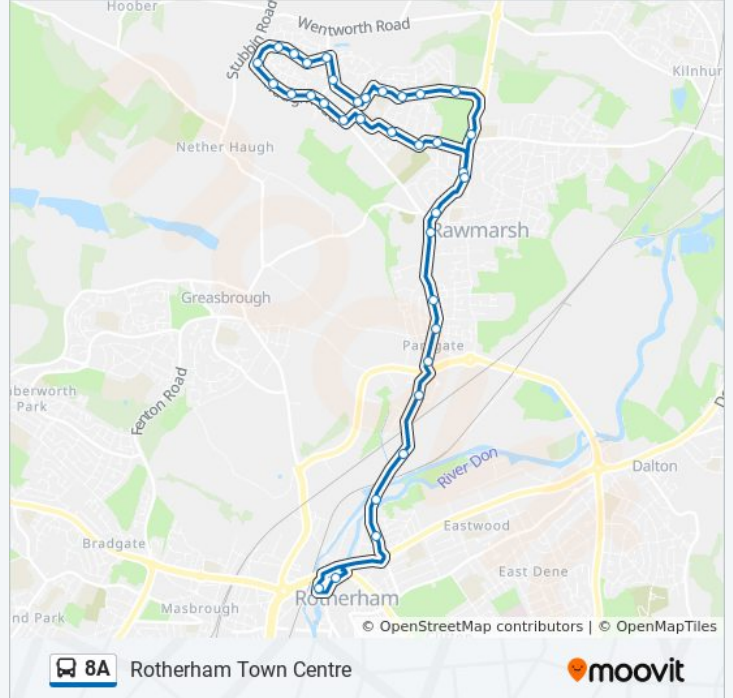 Hoober
Wentworth Road
Stubbin Road
Kilnhur
Nether Haugh
Rawmarsh
Greasbrough
Fenton Road
berworth
Park
River Don
Dalton
Eastwood
Bradgate
East Dene
Masbrough
Rotherham
nd Park
© OpenStreetMap contributors | © OpenMapTiles
8A Rotherham Town Centre
moovit